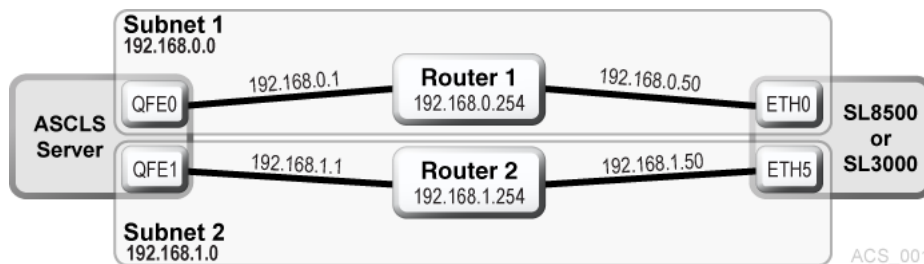 Subnet 1
192.168.0.0
192.168.0.1
Router 1
192.168.0.254
192.168.0.50
QFE0
ETH0
ASCLS
Server
SL8500
or
SL3000
QFE1
192.168.1.1
Router 2
192.168.1.254
192.168.1.50
ETH5
Subnet 2
192.168.1.0